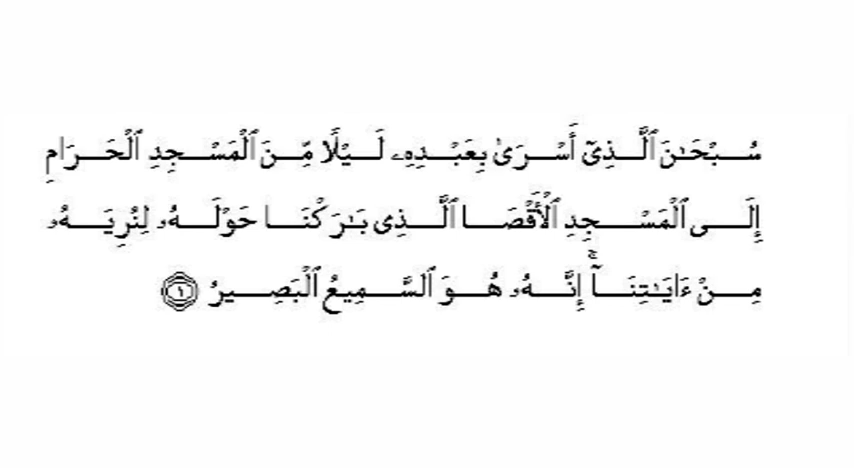 سُبْحَـٰنَ ٱلَّذِىٓ أَسْرَىٰ بِعَبْدِهِۦ لَيْلًا مِّنَ ٱلْمَسْجِدِ ٱلْحَرَامِ
إِلَى ٱلْمَسْجِدِ ٱلْأَقْصَا ٱلَّذِى بَـٰرَكْنَا حَوْلَهُۥ لِنُرِيَهُۥ
مِنْ ءَايَـٰتِنَآ ۚ إِنَّهُۥ هُوَ ٱلسَّمِيعُ ٱلْبَصِيرُ ١